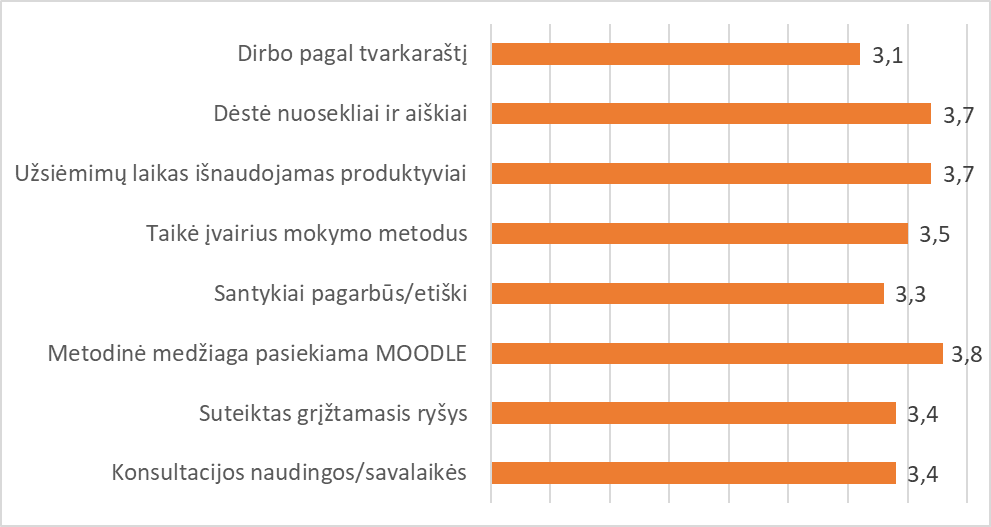 Dirbo pagal tvarkaraštį 3,1
Dėstė nuosekliai ir aiškiai 3,7
Užsiėmimų laikas išnaudojamas produktyviai 3,7
Taikė įvairius mokymo metodus 3,5
Santykiai pagarbūs/etiški 3,3
Metodinė medžiaga pasiekiama MOODLE 3,8
Suteiktas grįžtamasis ryšys 3,4
Konsultacijos naudingos/savalaikės 3,4